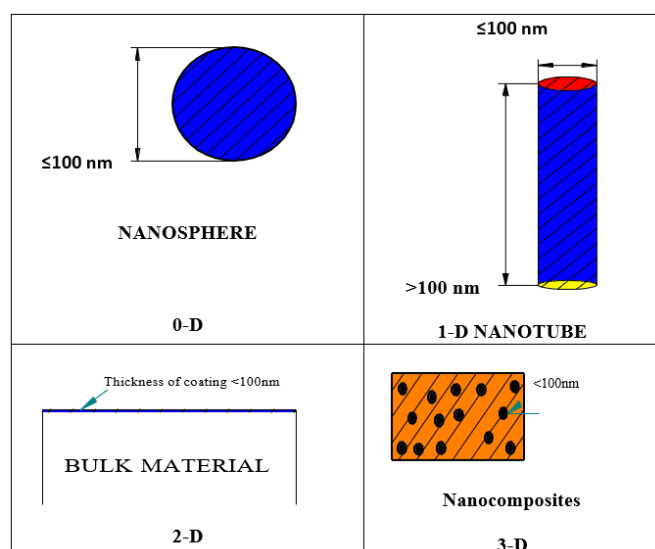 ≤100 nm
NANOSPHERE
0-D
≤100 nm
>100 nm
1-D NANOTUBE
Thickness of coating <100nm
BULK MATERIAL
2-D
<100nm
Nanocomposites
3-D